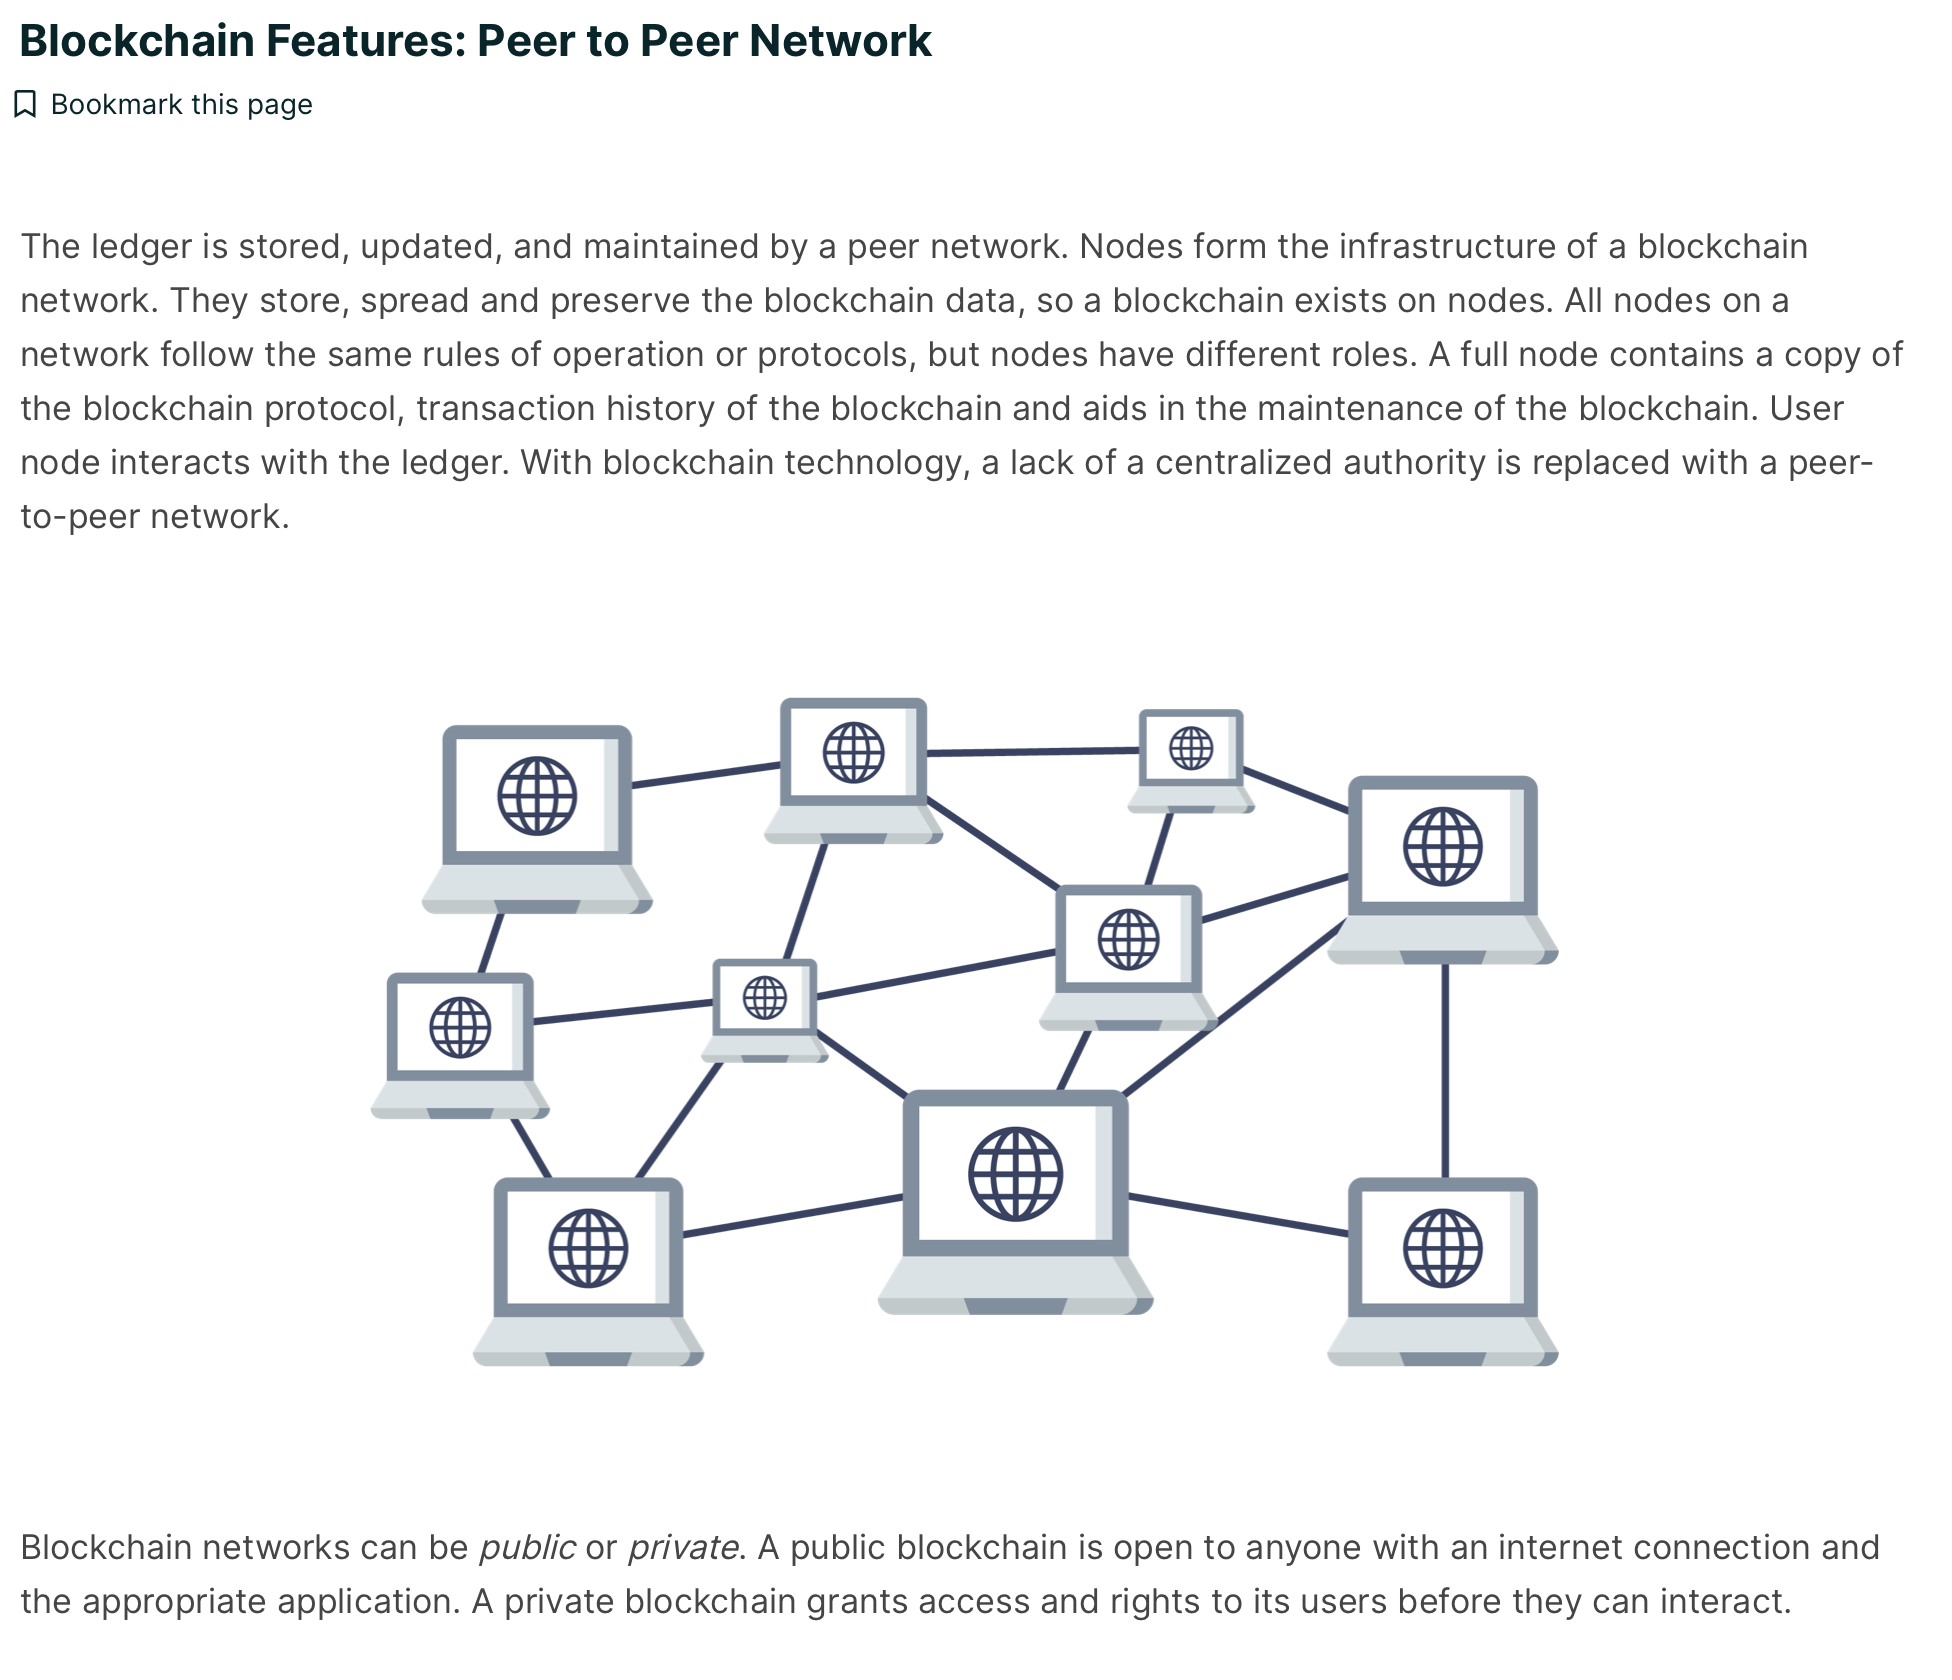 Blockchain Features: Peer to Peer Network
Bookmark this page
The ledger is stored, updated, and maintained by a peer network. Nodes form the infrastructure of a blockchain
network. They store, spread and preserve the blockchain data, so a blockchain exists on nodes. All nodes on a
network follow the same rules of operation or protocols, but nodes have different roles. A full node contains a copy of
the blockchain protocol, transaction history of the blockchain and aids in the maintenance of the blockchain. User
node interacts with the ledger. With blockchain technology, a lack of a centralized authority is replaced with a peer-
to-peer network.
Blockchain networks can be public or private. A public blockchain is open to anyone with an internet connection and
the appropriate application. A private blockchain grants access and rights to its users before they can interact.